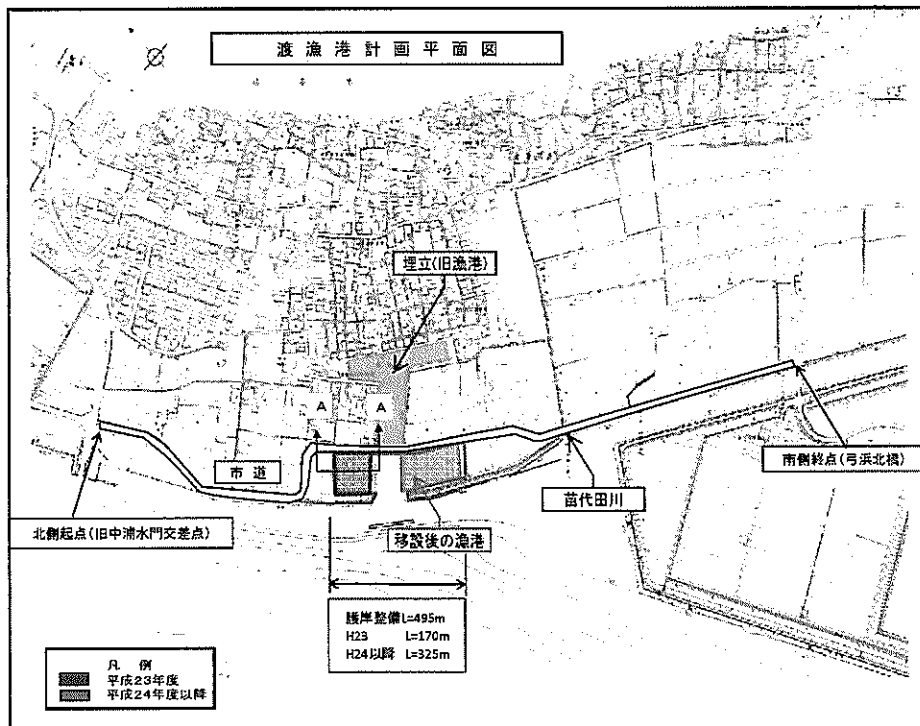 渡漁港計画平面図
埋立(旧漁港)
A
A
市道
南側終点(弓浜北橋)
苗代田川
北側起点(旧中浦水門交差点)
移設後の漁港
護岸整備L=495m
H23 L=170m
H24以降 L=325m
凡例
平成23年度
平成24年度以降